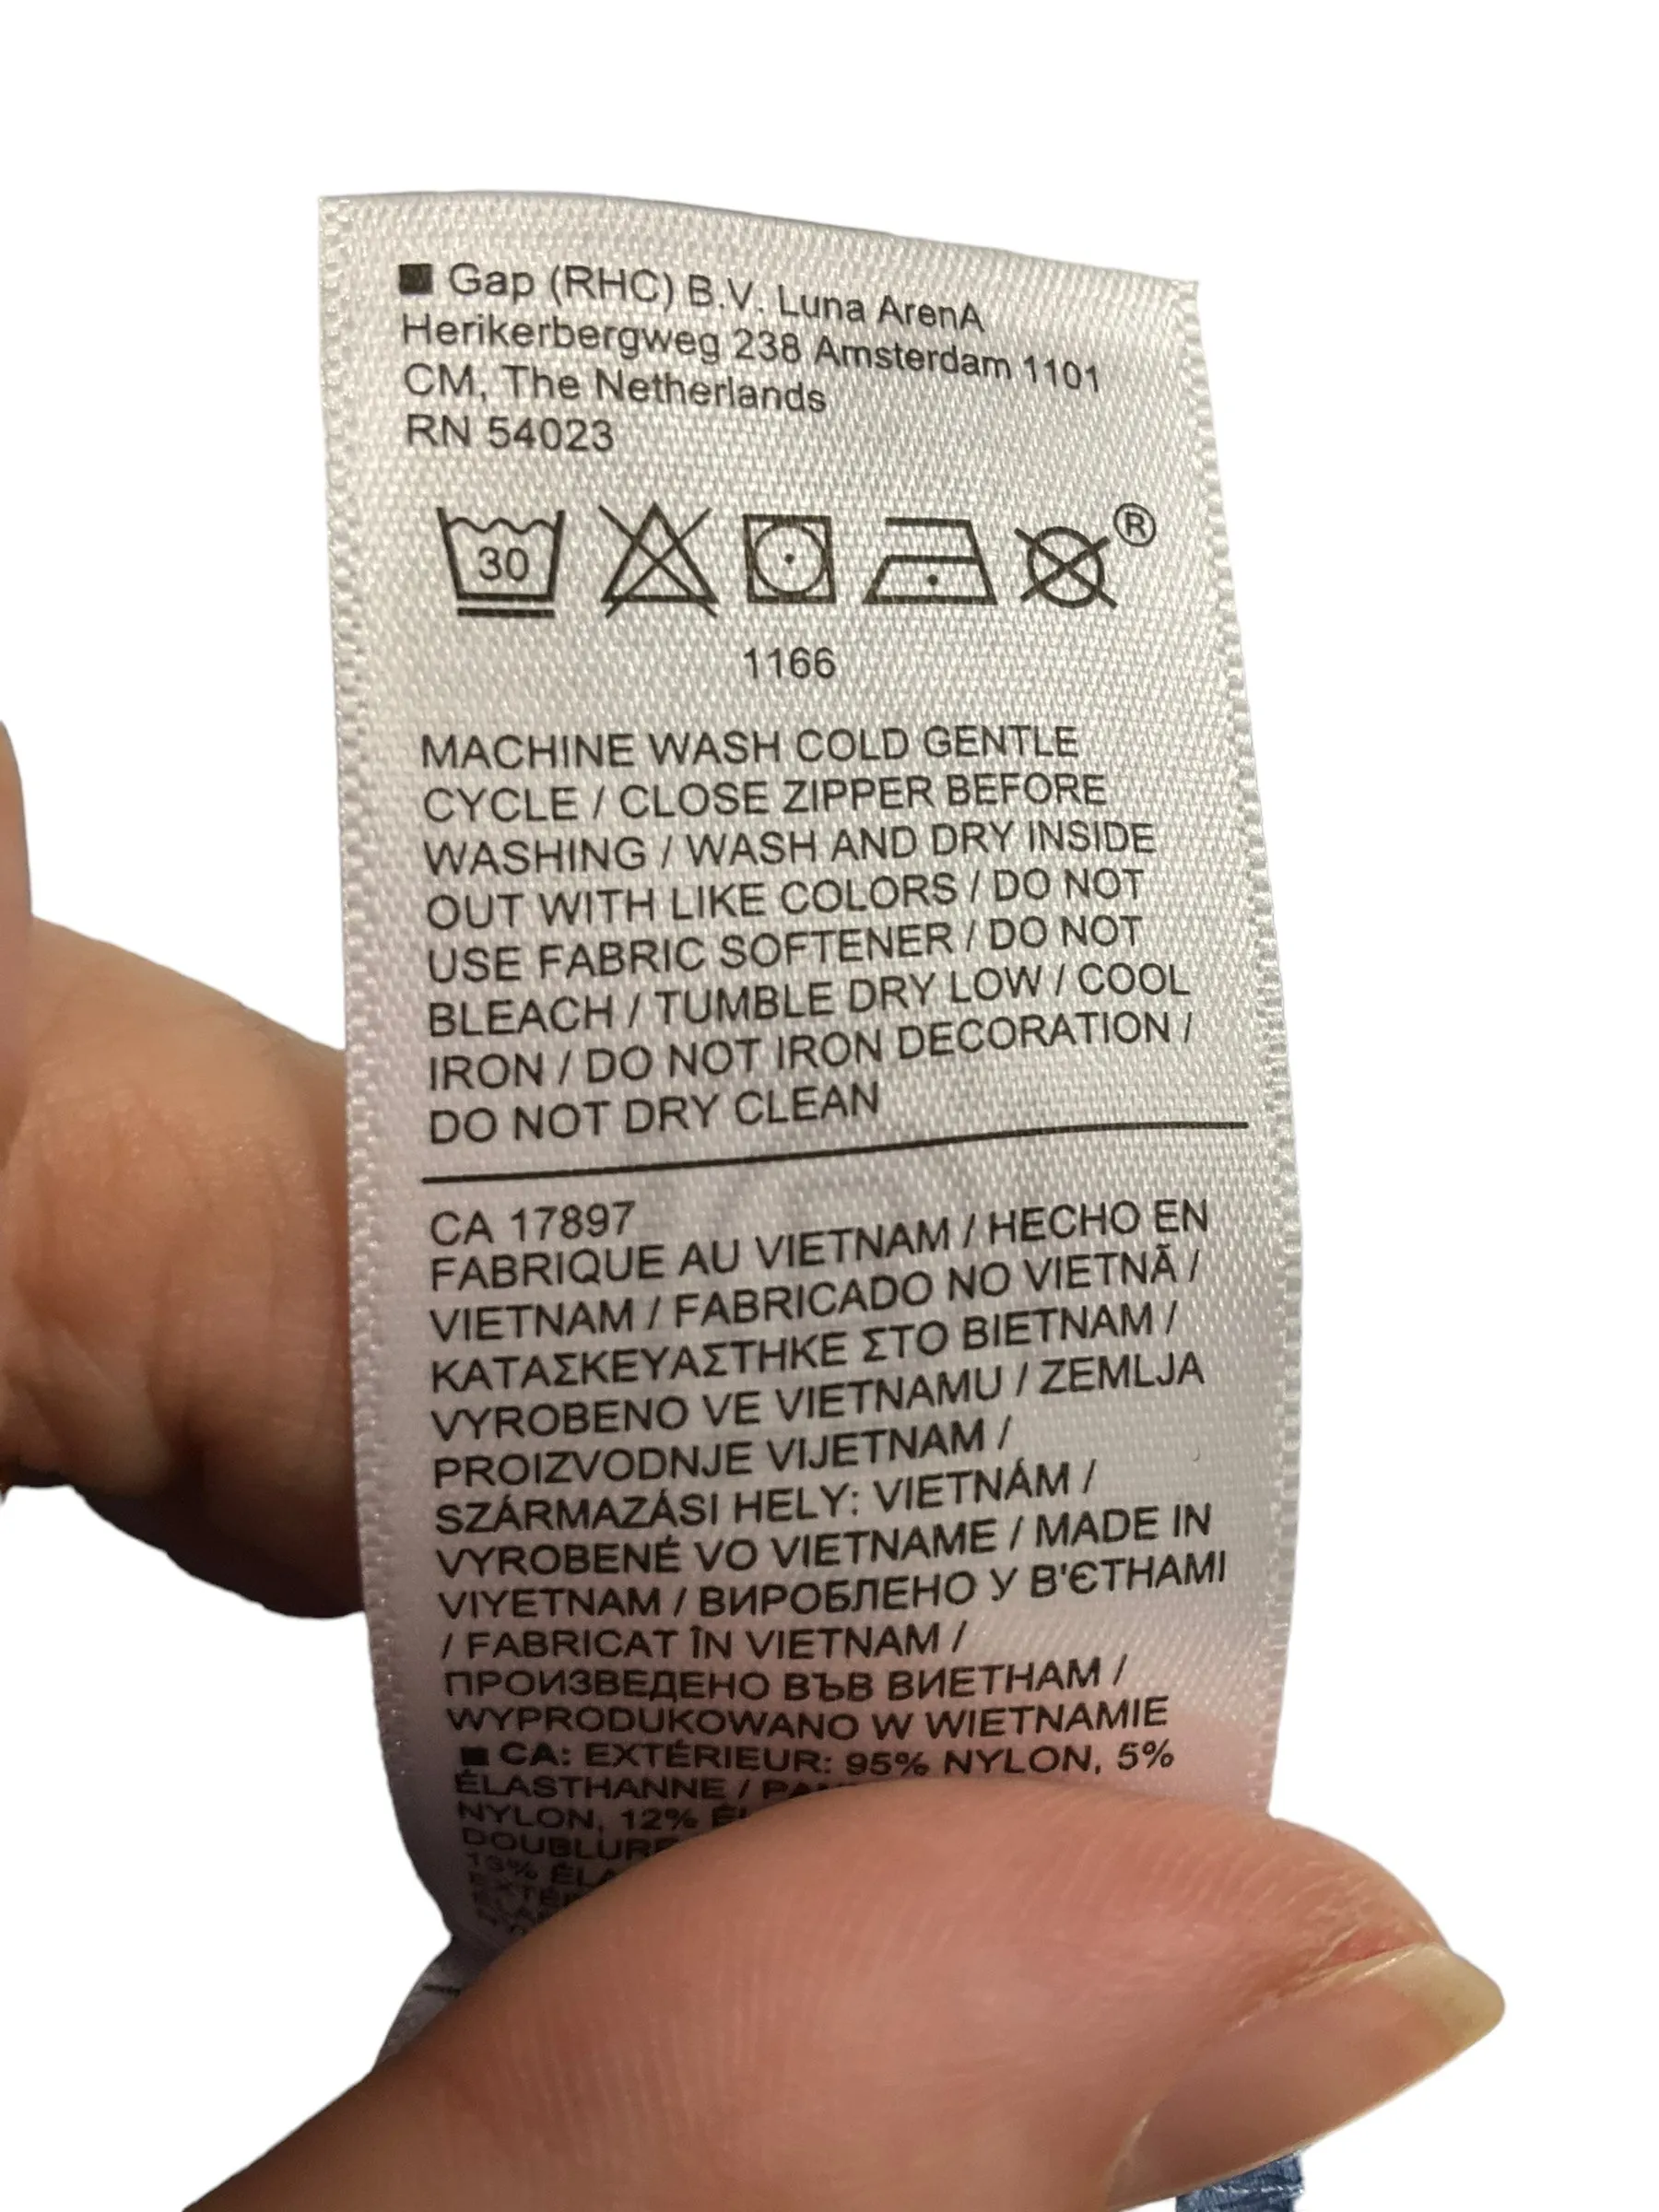 Gap (RHC) B.V. Luna ArenA
Herikerbergweg 238 Amsterdam 1101
CM, The Netherlands
RN 54023
30
®
1166
MACHINE WASH COLD GENTLE
CYCLE / CLOSE ZIPPER BEFORE
WASHING / WASH AND DRY INSIDE
OUT WITH LIKE COLORS / DO NOT
USE FABRIC SOFTENER / DO NOT
BLEACH / TUMBLE DRY LOW / COOL
IRON / DO NOT IRON DECORATION /
DO NOT DRY CLEAN
CA 17897
FABRIQUE AU VIETNAM / HECHO EN
VIETNAM / FABRICADO NO VIETNÃ /
ΚΑΤΑΣΚΕΥΑΣΤΗΚΕ ΣΤΟ ΒΙΕΤΝΑΜ /
VYROBENO VE VIETNAMU / ZEMLJA
PROIZVODNJE VIJETNAM /
SZÁRMAZÁSI HELY: VIETNÁM /
VYROBENÉ VO VIETNAME / MADE IN
VIYETNAM / ВИРОБЛЕНО У В'ЄТНАМІ
/ FABRICAT ÎN VIETNAM /
ПРОИЗВЕДЕНО ВЪВ ВИЕТНАМ /
WYPRODUKOWANO W WIETNAMIE
CA: EXTÉRIEUR: 95% NYLON, 5%
ÉLASTHANNE /
NYLON, 12%
13%